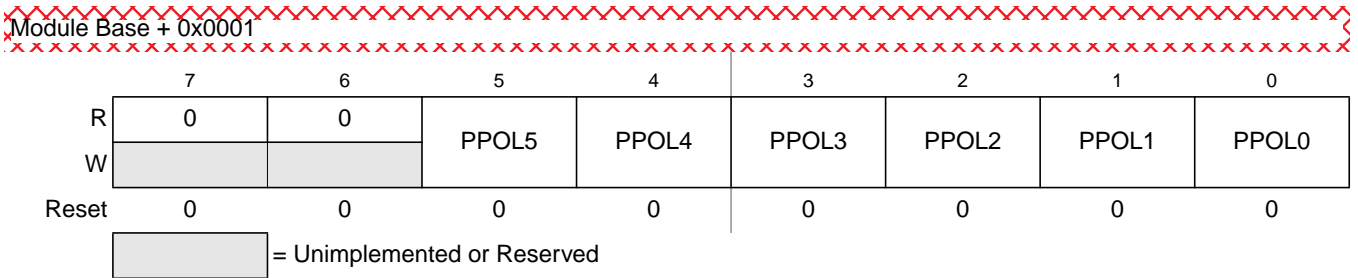 Module Base + 0x0001
7 6 5 4 3 2 1 0
R 0 0 PPOL5 PPOL4 PPOL3 PPOL2 PPOL1 PPOL0
W
Reset 0 0 0 0 0 0 0 0
= Unimplemented or Reserved